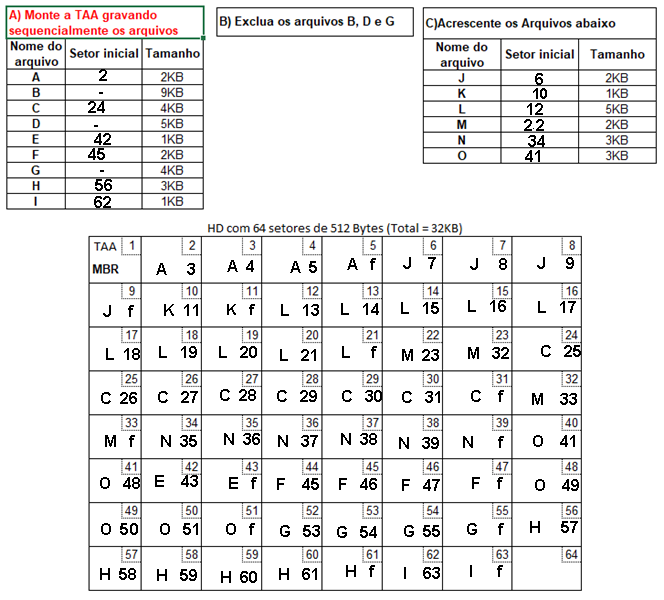 A) Monte a TAA gravando
sequencialmente os arquivos
Nome do arquivo Setor inicial Tamanho
A 2 2KB
B - 9KB
C 24 4KB
D - 5KB
E 42 1KB
F 45 2KB
G - 4KB
H 56 3KB
I 62 1KB
B) Exclua os arquivos B, D e G
C)Acrescente os Arquivos abaixo
Nome do arquivo Setor inicial Tamanho
J 6 2KB
K 10 1KB
L 12 5KB
M 22 2KB
N 34 3KB
O 41 3KB
HD com 64 setores de 512 Bytes (Total = 32KB)
TAA 1 2 3 4 5 6 7 8
MBR A 3 A 4 A 5 A f J 7 J 8 J 9
9 10 11 12 13 14 15 16
J f K 11 K f L 13 L 14 L 15 L 16 L 17
17 18 19 20 21 22 23 24
L 18 L 19 L 20 L 21 L f M 23 M 32 C 25
25 26 27 28 29 30 31 32
C 26 C 27 C 28 C 29 C 30 C 31 C f M 33
33 34 35 36 37 38 39 40
M f N 35 N 36 N 37 N 38 N 39 N f O 41
41 42 43 44 45 46 47 48
O 48 E 43 E f F 45 F 46 F 47 F f O 49
49 50 51 52 53 54 55 56
O 50 O 51 O f G 53 G 54 G 55 G f H 57
57 58 59 60 61 62 63 64
H 58 H 59 H 60 H 61 H f I 63 I f